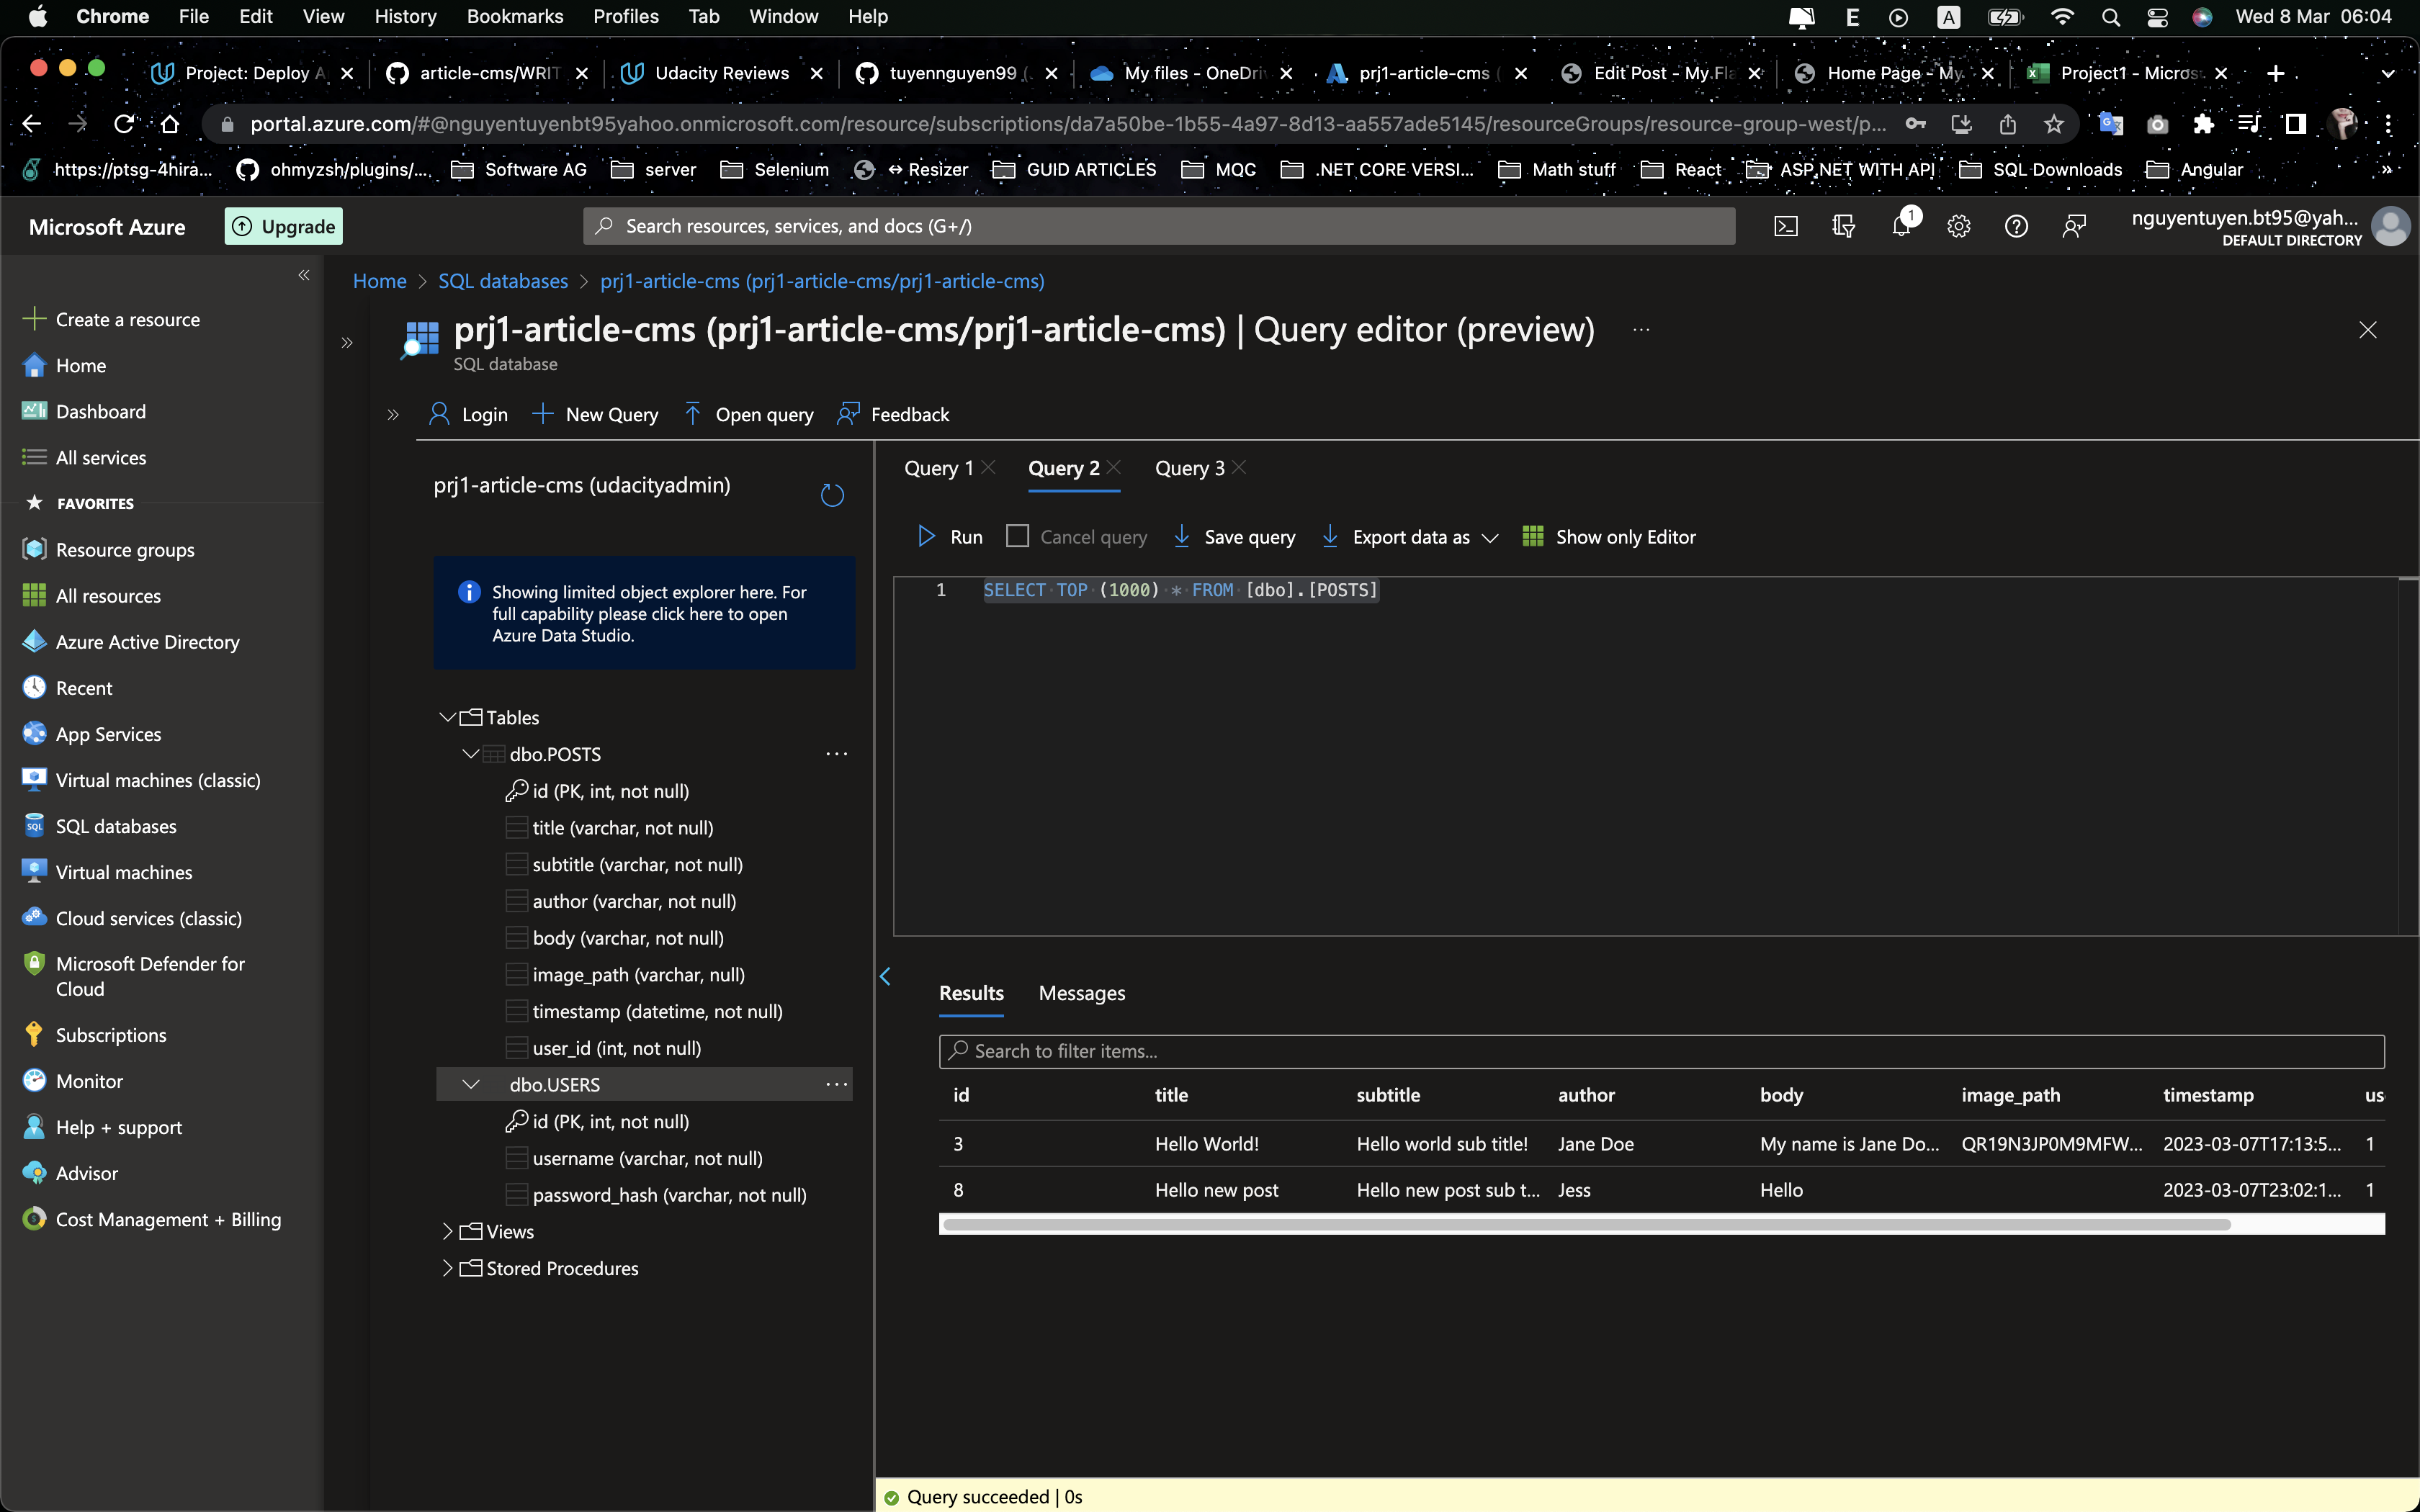 Chrome File Edit View History Bookmarks Profiles Tab Window Help E A Wed 8 Mar 06:04
Project: Deploy A article-cms/WRIT Udacity Reviews tuyennguyen99 ( My files - OneDri prj1-article-cms ( Edit Post - My Fla Home Page - My Project1 - Micros
portal.azure.com/#@nguyentuyenbt95yahoo.onmicrosoft.com/resource/subscriptions/da7a50be-1b55-4a97-8d13-aa557ade5145/resourceGroups/resource-group-west/p...
https://ptsg-4hira... ohmyzsh/plugins/... Software AG server Selenium ↔ Resizer GUID ARTICLES MQC .NET CORE VERSI... Math stuff React ASP.NET WITH API SQL Downloads Angular »
Microsoft Azure Upgrade Search resources, services, and docs (G+/) 1 nguyentuyen.bt95@yah...
DEFAULT DIRECTORY
Home > SQL databases > prj1-article-cms (prj1-article-cms/prj1-article-cms)
prj1-article-cms (prj1-article-cms/prj1-article-cms) | Query editor (preview) ...
SQL database
Create a resource
Home
Dashboard
All services
FAVORITES
Resource groups
All resources
Azure Active Directory
Recent
App Services
Virtual machines (classic)
SQL databases
Virtual machines
Cloud services (classic)
Microsoft Defender for
Cloud
Subscriptions
Monitor
Help + support
Advisor
Cost Management + Billing
Login New Query Open query Feedback
prj1-article-cms (udacityadmin)
Showing limited object explorer here. For
full capability please click here to open
Azure Data Studio.
Tables
dbo.POSTS ...
id (PK, int, not null)
title (varchar, not null)
subtitle (varchar, not null)
author (varchar, not null)
body (varchar, not null)
image_path (varchar, null)
timestamp (datetime, not null)
user_id (int, not null)
dbo.USERS ...
id (PK, int, not null)
username (varchar, not null)
password_hash (varchar, not null)
Views
Stored Procedures
Query 1 Query 2 Query 3
Run Cancel query Save query Export data as Show only Editor
1 SELECT TOP (1000) * FROM [dbo].[POSTS]
Results Messages
Search to filter items...
id title subtitle author body image_path timestamp us
3 Hello World! Hello world sub title! Jane Doe My name is Jane Do... QR19N3JP0M9MFW... 2023-03-07T17:13:5... 1
8 Hello new post Hello new post sub t... Jess Hello 2023-03-07T23:02:1... 1
Query succeeded | 0s